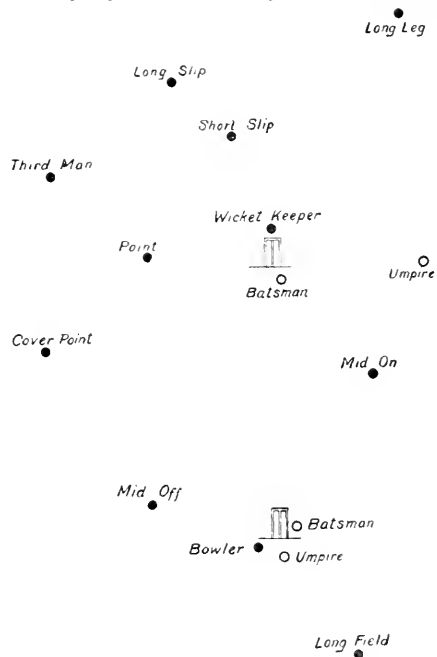 Long Leg
Long Slip
Short Slip
Third Man
Wicket Keeper
Point
Umpire
Batsman
Cover Point
Mid On
Mid Off
Batsman
Bowler
Umpire
Long Field